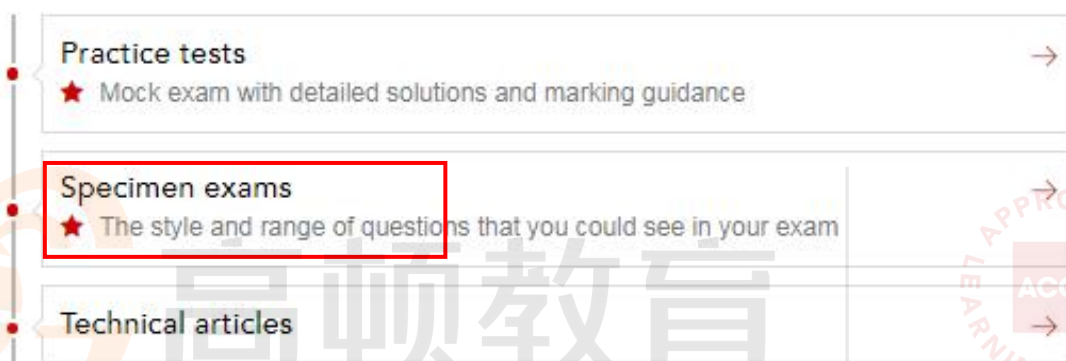 Practice tests
Mock exam with detailed solutions and marking guidance
Specimen exams
The style and range of questions that you could see in your exam
Technical articles
高顿教育